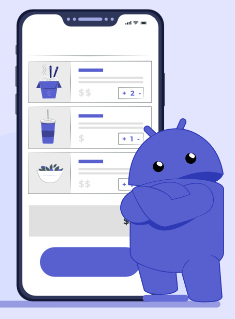 $$
+ 2 -
$
+ 1 -
$$
+
$